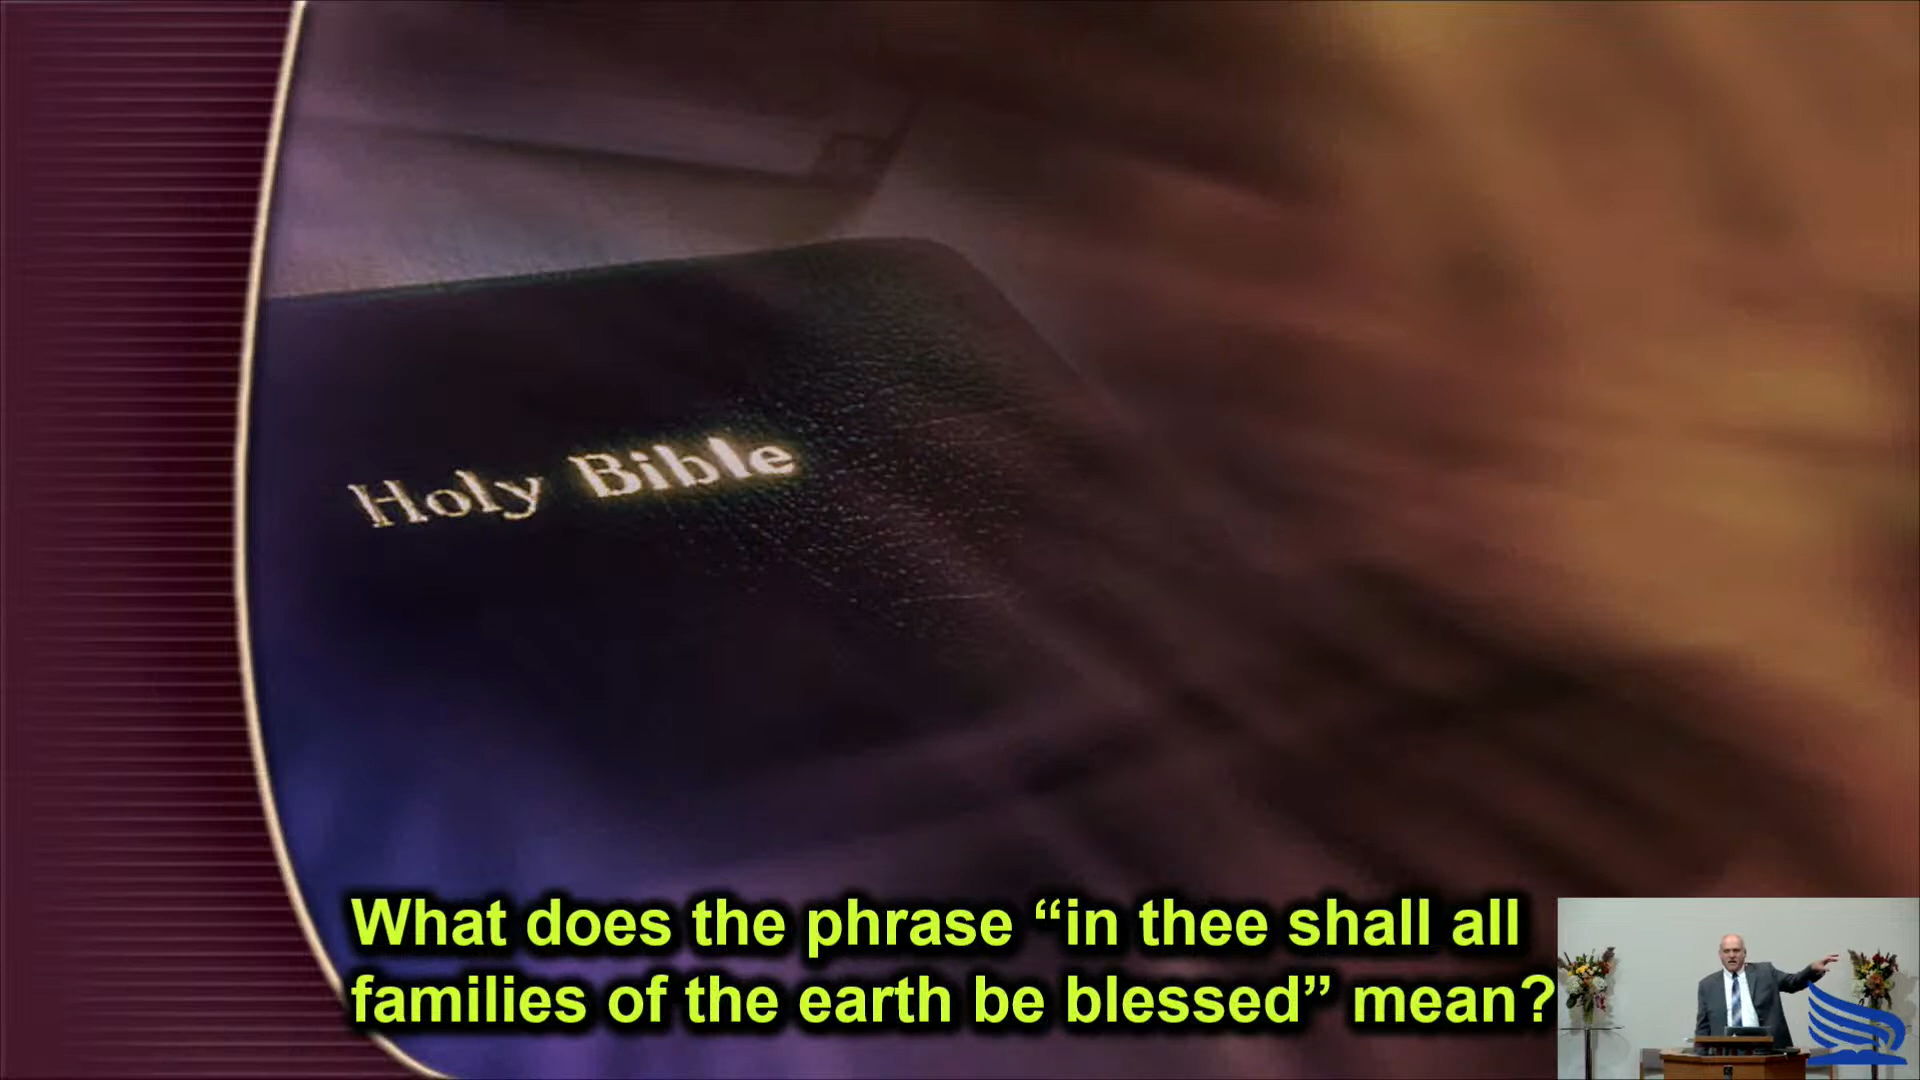 Holy Bible
What does the phrase “in thee shall all
families of the earth be blessed” mean?